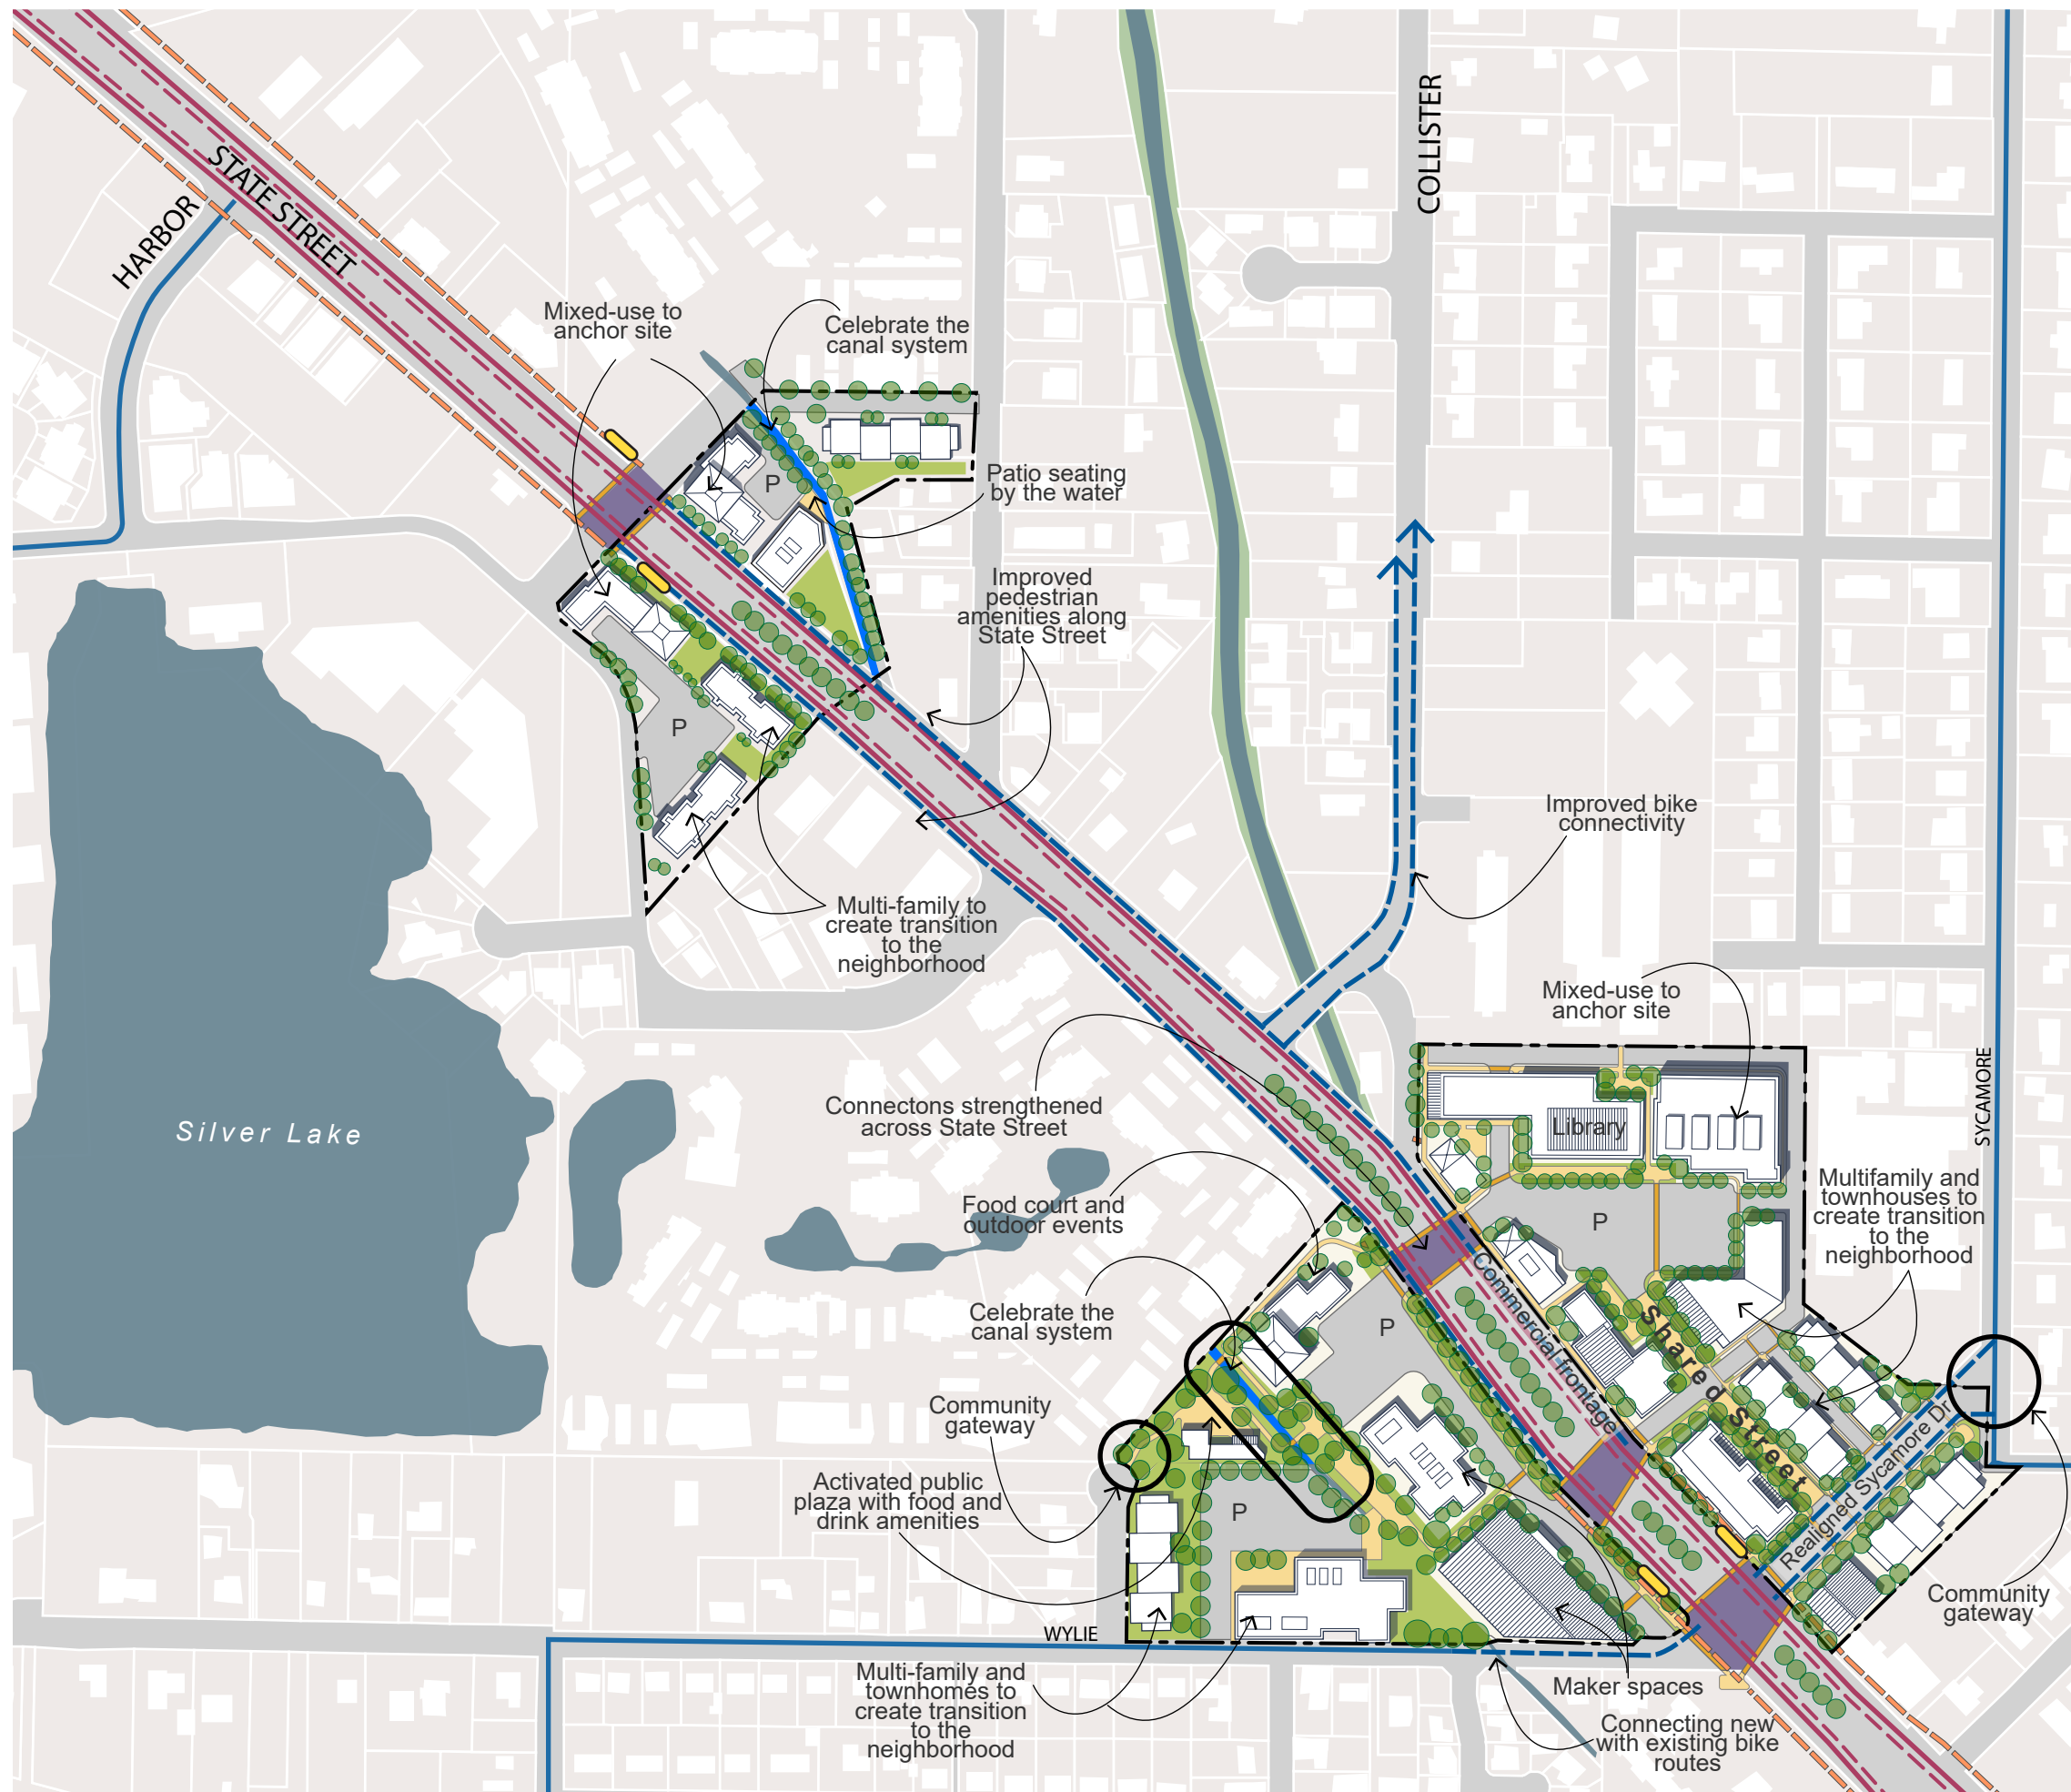 COLLISTER
STATE STREET
HARBOR
Mixed-use to
anchor site
Celebrate the
canal system
P
Patio seating
by the water
Improved
pedestrian
amenities along
State Street
P
Improved bike
connectivity
Multi-family to
create transition
to the
neighborhood
Mixed-use to
anchor site
SYCAMORE
Connectons strengthened
across State Street
Silver Lake
Library
Multifamily and
townhouses to
create transition
to the
neighborhood
Food court and
outdoor events
P
Commercial frontage
Shared Street
Celebrate the
canal system
P
Community
gateway
Realigned Sycamore Dr
Activated public
plaza with food and
drink amenities
P
Community
gateway
WYLIE
Multi-family and
townhomes to
create transition
to the
neighborhood
Maker spaces
Connecting new
with existing bike
routes